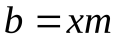 b = xm